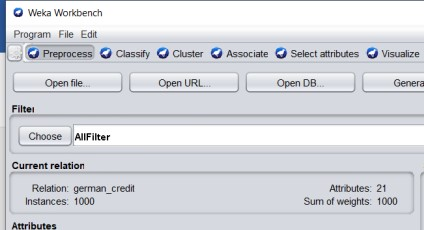 Weka Workbench
Program File Edit
Preprocess Classify Cluster Associate Select attributes Visualize
Open file... Open URL... Open DB... Genera
Filter
Choose AllFilter
Current relation
Relation: german_credit Attributes: 21
Instances: 1000 Sum of weights: 1000
Attributes